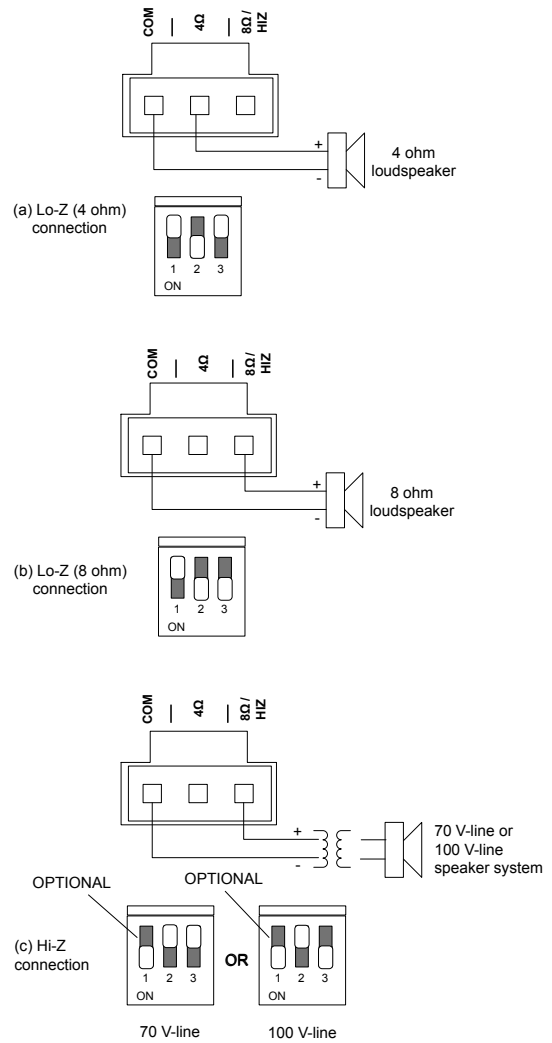 COM | 4Ω | 8Ω / HIZ
+
-
4 ohm
loudspeaker
(a) Lo-Z (4 ohm)
connection
1 2 3
ON
COM | 4Ω | 8Ω / HIZ
+
-
8 ohm
loudspeaker
(b) Lo-Z (8 ohm)
connection
1 2 3
ON
COM | 4Ω | 8Ω / HIZ
+
-
70 V-line or
100 V-line
speaker system
OPTIONAL OPTIONAL
(c) Hi-Z
connection
1 2 3 OR 1 2 3
ON ON
70 V-line 100 V-line